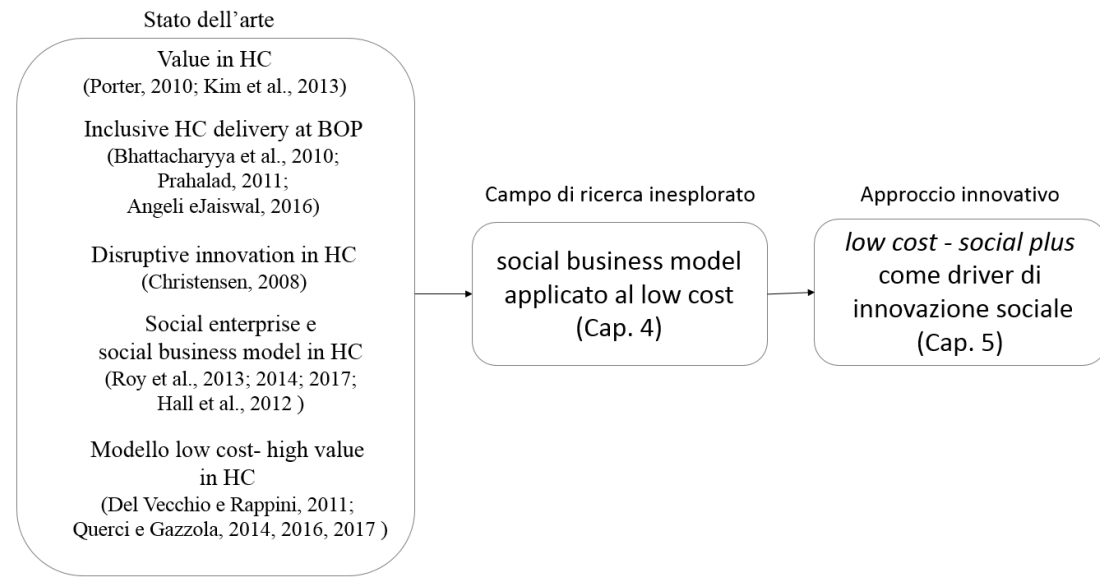 Stato dell’arte
Value in HC
(Porter, 2010; Kim et al., 2013)
Inclusive HC delivery at BOP
(Bhattacharyya et al., 2010;
Prahalad, 2011;
Angeli eJaiswal, 2016)
Disruptive innovation in HC
(Christensen, 2008)
Social enterprise e
social business model in HC
(Roy et al., 2013; 2014; 2017;
Hall et al., 2012 )
Modello low cost- high value
in HC
(Del Vecchio e Rappini, 2011;
Querci e Gazzola, 2014, 2016, 2017 )
Campo di ricerca inesplorato
social business model
applicato al low cost
(Cap. 4)
Approccio innovativo
low cost - social plus
come driver di
innovazione sociale
(Cap. 5)